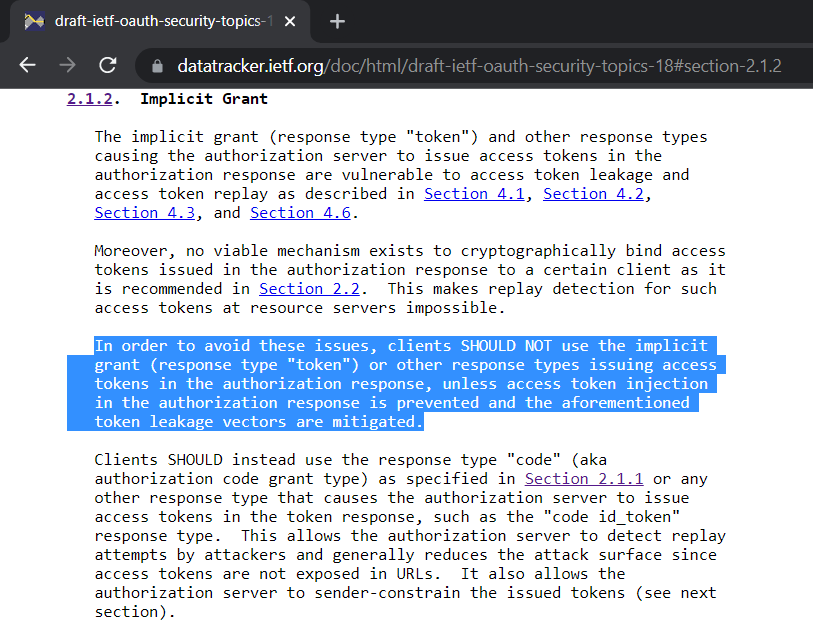 draft-ietf-oauth-security-topics-1
datatracker.ietf.org/doc/html/draft-ietf-oauth-security-topics-18#section-2.1.2
2.1.2. Implicit Grant
The implicit grant (response type "token") and other response types
causing the authorization server to issue access tokens in the
authorization response are vulnerable to access token leakage and
access token replay as described in Section 4.1, Section 4.2,
Section 4.3, and Section 4.6.
Moreover, no viable mechanism exists to cryptographically bind access
tokens issued in the authorization response to a certain client as it
is recommended in Section 2.2. This makes replay detection for such
access tokens at resource servers impossible.
In order to avoid these issues, clients SHOULD NOT use the implicit
grant (response type "token") or other response types issuing access
tokens in the authorization response, unless access token injection
in the authorization response is prevented and the aforementioned
token leakage vectors are mitigated.
Clients SHOULD instead use the response type "code" (aka
authorization code grant type) as specified in Section 2.1.1 or any
other response type that causes the authorization server to issue
access tokens in the token response, such as the "code id_token"
response type. This allows the authorization server to detect replay
attempts by attackers and generally reduces the attack surface since
access tokens are not exposed in URLs. It also allows the
authorization server to sender-constrain the issued tokens (see next
section).